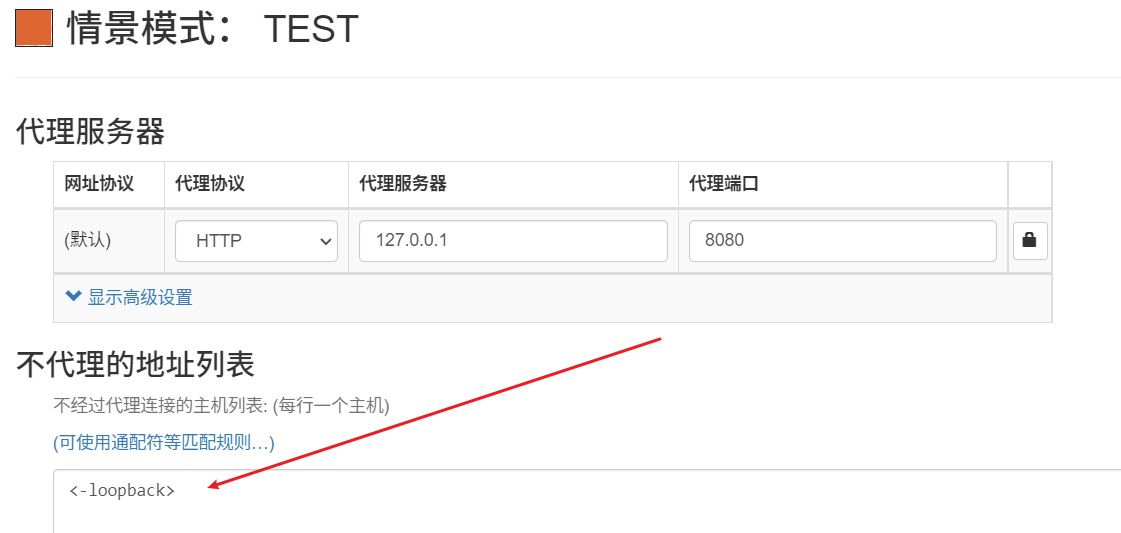 情景模式： TEST
代理服务器
网址协议 代理协议 代理服务器 代理端口
(默认) HTTP 127.0.0.1 8080
显示高级设置
不代理的地址列表
不经过代理连接的主机列表: (每行一个主机)
(可使用通配符等匹配规则…)
<-loopback>